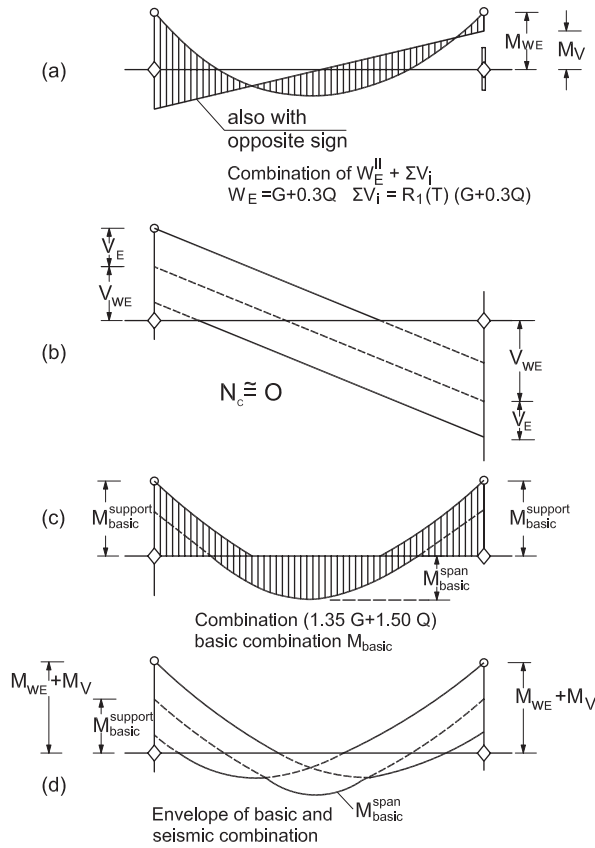 M_WE
M_V
(a)
also with
opposite sign
Combination of W_E^II + ΣV_i
W_E =G+0.3Q ΣV_i = R_1(T) (G+0.3Q)
V_E
V_WE
V_WE
(b)
N_c ≅ O
V_E
M_basic^support
(c)
M_basic^support
M_basic^span
Combination (1.35 G+1.50 Q)
basic combination M_basic
M_WE+M_V
M_basic^support
M_WE+M_V
(d)
M_basic^span
Envelope of basic and
seismic combination